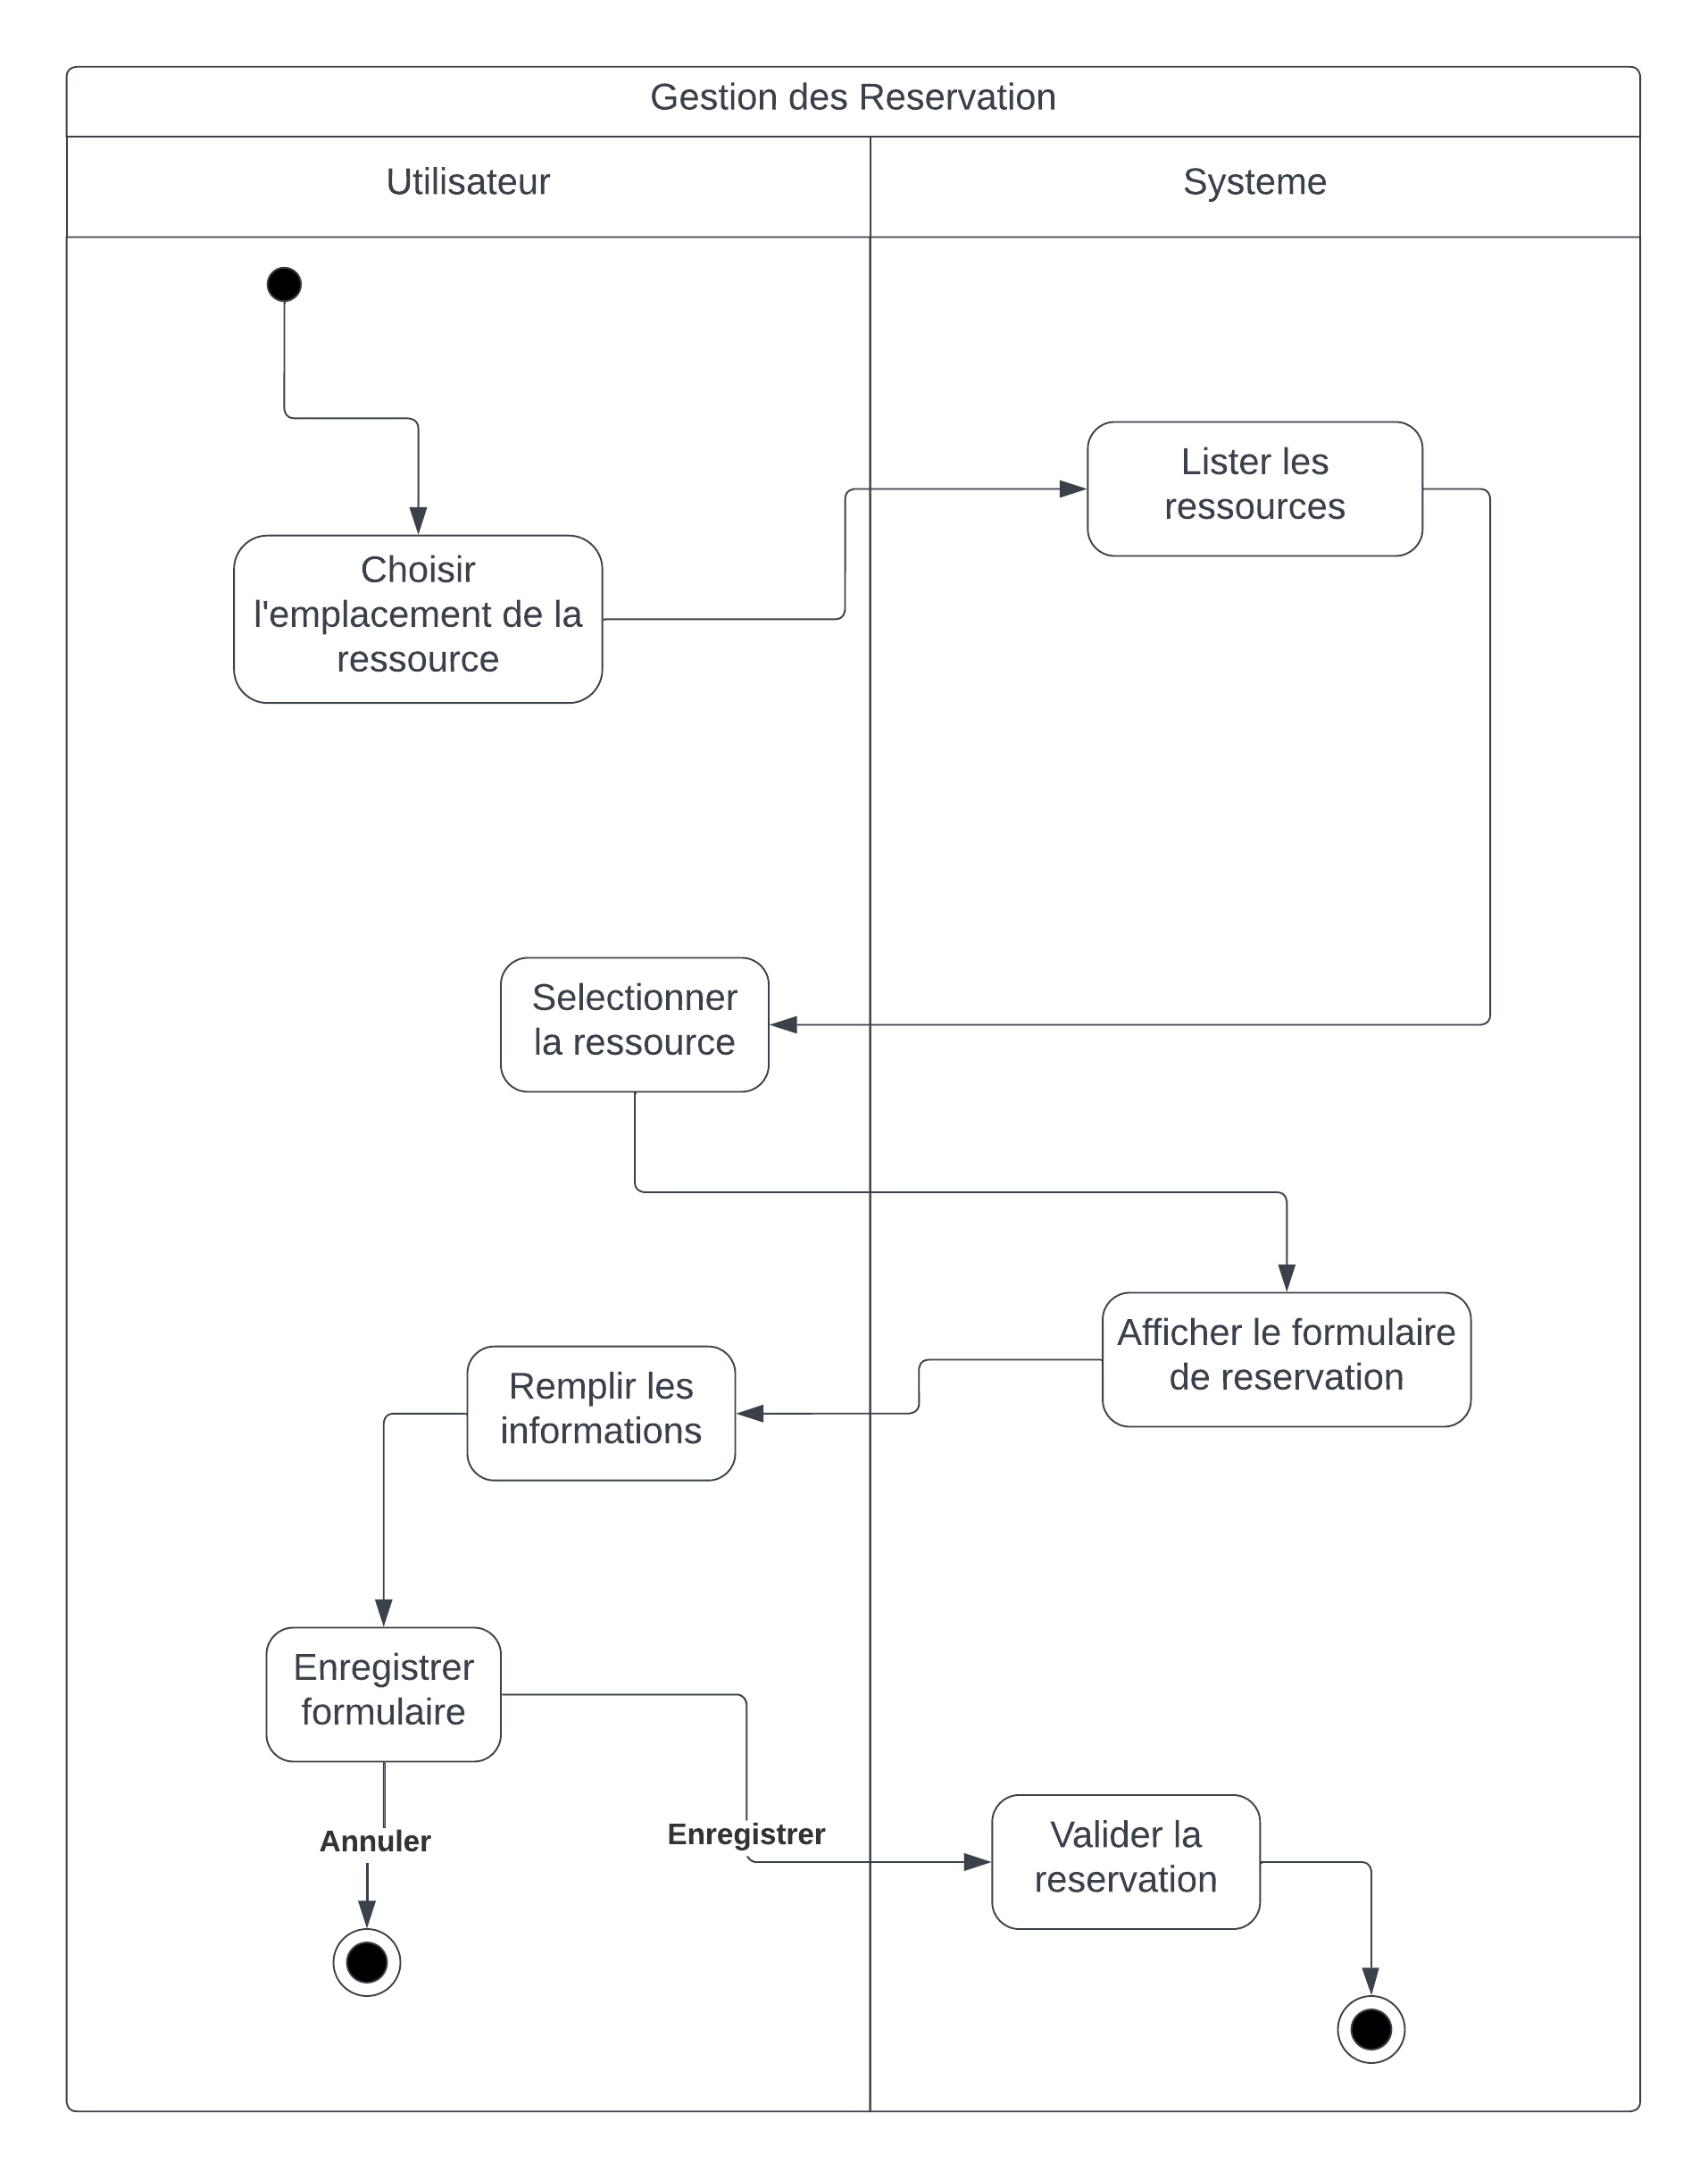 Gestion des Reservation
Utilisateur
Systeme
Lister les
ressources
Choisir
l'emplacement de la
ressource
Selectionner
la ressource
Afficher le formulaire
de reservation
Remplir les
informations
Enregistrer
formulaire
Annuler
Enregistrer
Valider la
reservation